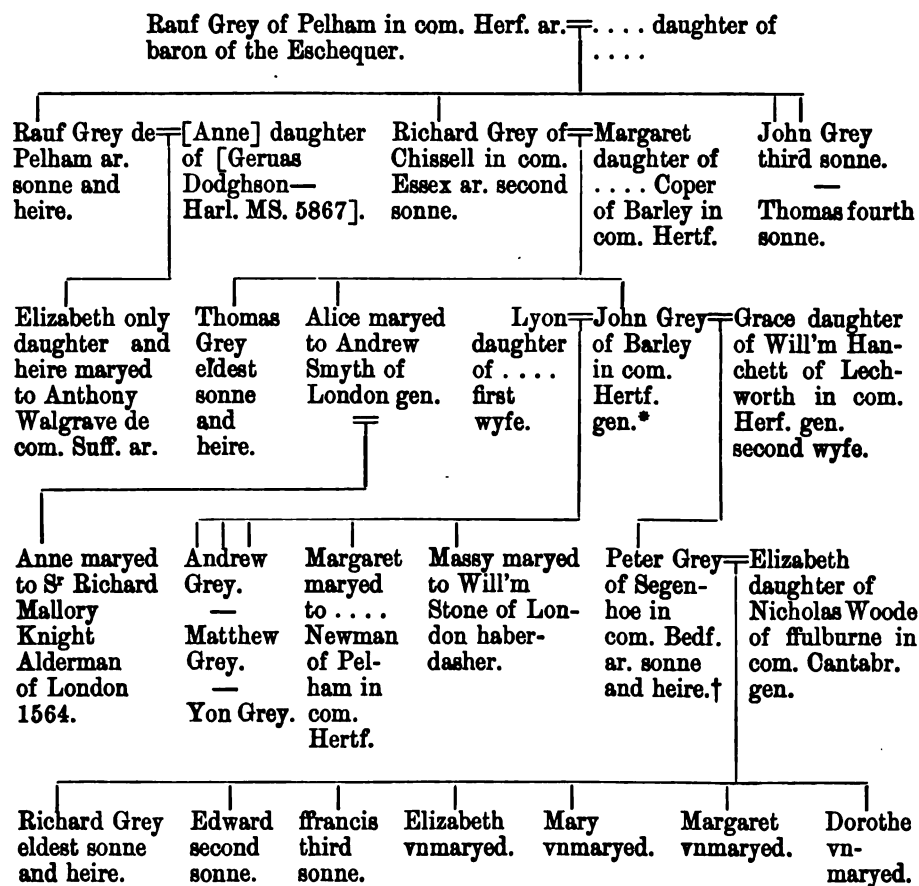 Rauf Grey of Pelham in com. Herf. ar.=. . . . daughter of
baron of the Eschequer. . . . .
Rauf Grey de=
Pelham ar.
sonne and
heire.
[Anne] daughter
of [Geruas
Dodghson—
Harl. MS. 5867].
Richard Grey of=
Chissell in com.
Essex ar. second
sonne.
Margaret
daughter of
. . . . Coper
of Barley in
com. Hertf.
John Grey
third sonne.
—
Thomas fourth
sonne.
Elizabeth only
daughter and
heire maryed
to Anthony
Walgrave de
com. Suff. ar.
Thomas
Grey
eldest
sonne
and
heire.
Alice maryed
to Andrew
Smyth of
London gen.
Lyon=
daughter
of . . . .
first
wyfe.
John Grey=
of Barley
in com.
Hertf.
gen.*
Grace daughter
of Will'm Han-
chett of Lech-
worth in com.
Herf. gen.
second wyfe.
Anne maryed
to Sr Richard
Mallory
Knight
Alderman
of London
1564.
Andrew
Grey.
—
Matthew
Grey.
—
Yon Grey.
Margaret
maryed
to . . . .
Newman
of Pel-
ham in
com.
Hertf.
Massy maryed
to Will'm
Stone of Lon-
don haber-
dasher.
Peter Grey=
of Segen-
hoe in
com. Bedf.
ar. sonne
and heire.†
Elizabeth
daughter of
Nicholas Woode
of ffulburne in
com. Cantabr.
gen.
Richard Grey
eldest sonne
and heire.
Edward
second
sonne.
ffrancis
third
sonne.
Elizabeth
vnmaryed.
Mary
vnmaryed.
Margaret
vnmaryed.
Dorothe
vn-
maryed.